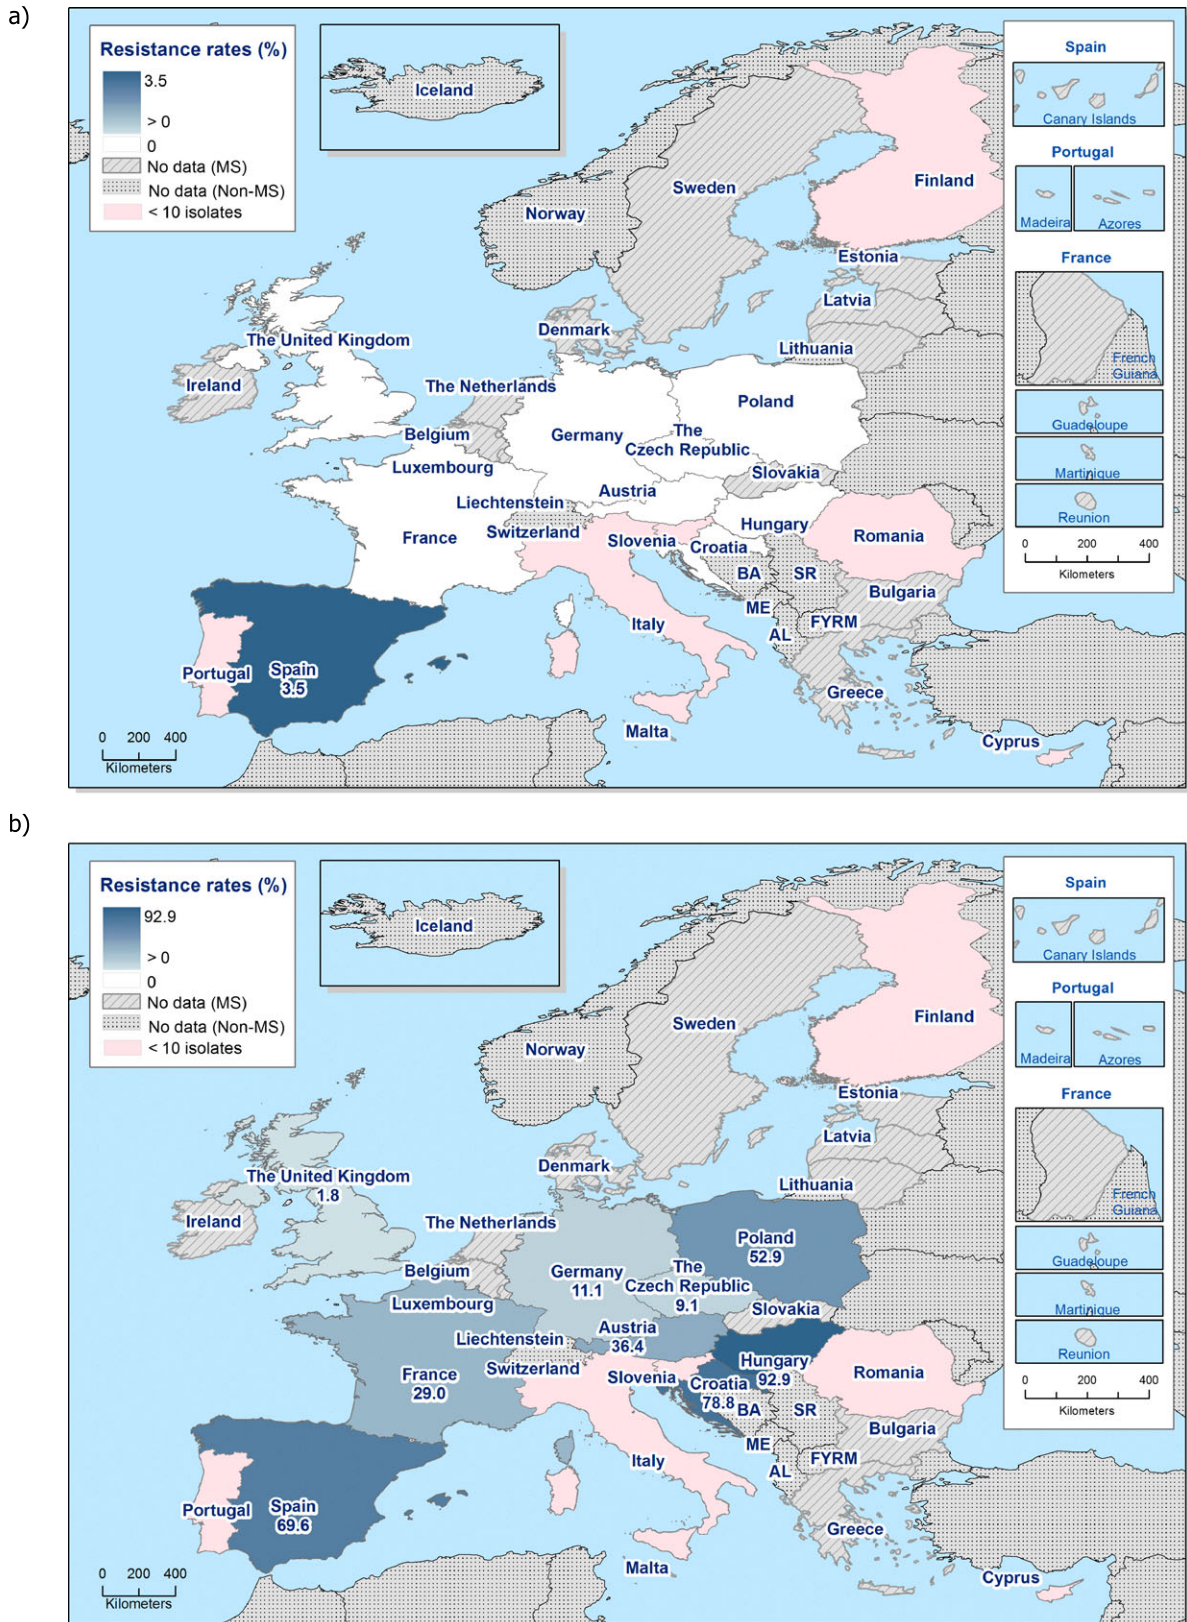 a)
Resistance rates (%)
3.5
> 0
0
No data (MS)
No data (Non-MS)
< 10 isolates
Iceland
Norway
Sweden
Finland
Estonia
Latvia
Lithuania
Denmark
The United Kingdom
Ireland
The Netherlands
Belgium
Luxembourg
Germany
Poland
The
Czech Republic
Slovakia
Austria
Liechtenstein
Switzerland
France
Slovenia
Croatia
Hungary
Romania
BA
SR
ME
AL
FYRM
Bulgaria
Italy
Portugal
Spain
3.5
Greece
Malta
Cyprus
0 200 400
Kilometers
Spain
Canary Islands
Portugal
Madeira
Azores
France
French
Guiana
Guadeloupe
Martinique
Reunion
0 200 400
Kilometers
b)
Resistance rates (%)
92.9
> 0
0
No data (MS)
No data (Non-MS)
< 10 isolates
Iceland
Norway
Sweden
Finland
Estonia
Latvia
Lithuania
Denmark
The United Kingdom
1.8
Ireland
The Netherlands
Belgium
Luxembourg
Germany
11.1
Poland
52.9
The
Czech Republic
9.1
Slovakia
Austria
36.4
Liechtenstein
Switzerland
France
29.0
Slovenia
Croatia
78.8
Hungary
92.9
Romania
BA
SR
ME
AL
FYRM
Bulgaria
Italy
Portugal
Spain
69.6
Greece
Malta
Cyprus
0 200 400
Kilometers
Spain
Canary Islands
Portugal
Madeira
Azores
France
French
Guiana
Guadeloupe
Martinique
Reunion
0 200 400
Kilometers